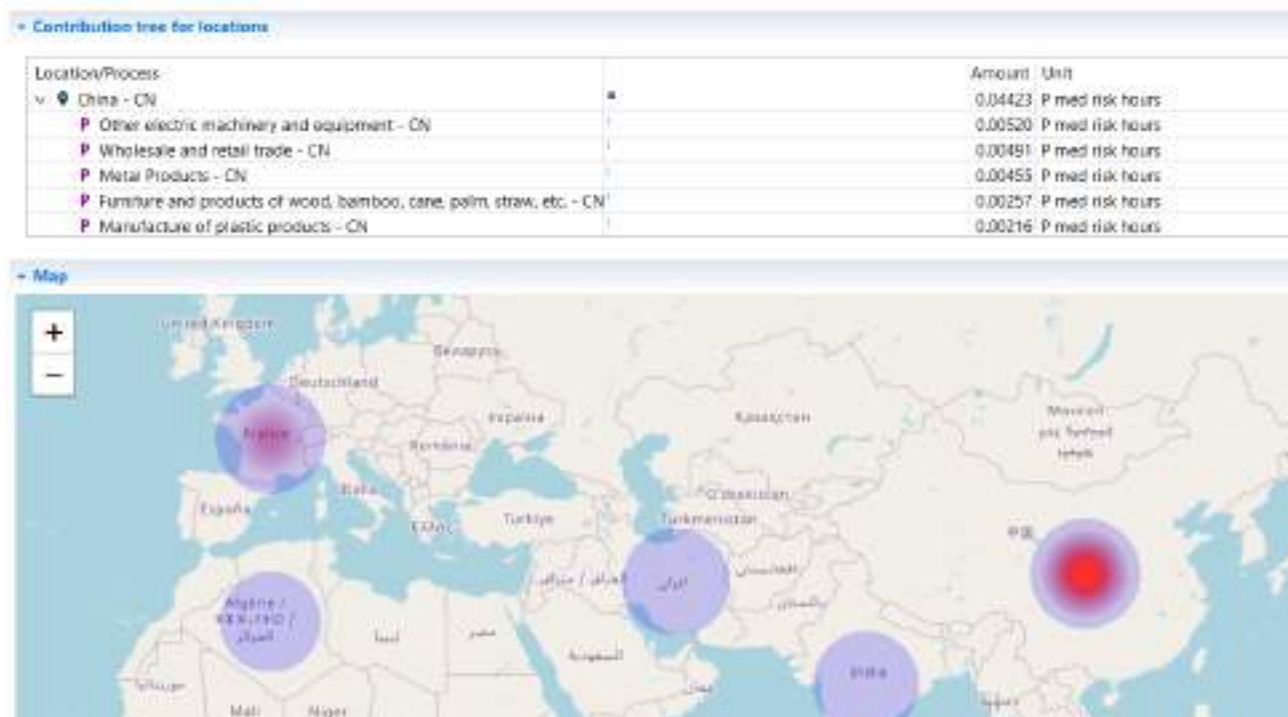 Contribution tree for locations
Location/Process Amount Unit
China - CN 0.04423 P med risk hours
P Other electric machinery and equipment - CN 0.00520 P med risk hours
P Wholesale and retail trade - CN 0.00491 P med risk hours
P Metal Products - CN 0.00455 P med risk hours
P Furniture and products of wood, bamboo, cane, palm, straw, etc. - CN 0.00257 P med risk hours
P Manufacture of plastic products - CN 0.00216 P med risk hours
Map
+
−
United Kingdom
Беларусь
Deutschland
Україна
Қазақстан
Монгол
France
România
Italia
España
Türkiye
Türkmenistan
中国
ایران
Algérie /
الجزائر
ليبيا
مصر
السعودية
India
Mali
Niger